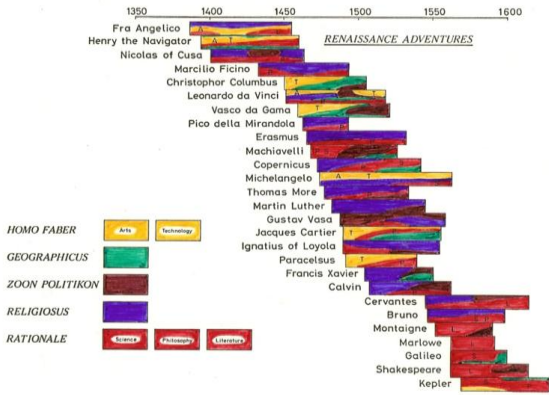 1350 1400 1450 1500 1550 1600
RENAISSANCE ADVENTURES
Fra Angelico
Henry the Navigator
Nicolas of Cusa
Marcilio Ficino
Christophor Columbus
Leonardo da Vinci
Vasco da Gama
Pico della Mirandola
Erasmus
Machiavelli
Copernicus
Michelangelo
Thomas More
Martin Luther
Gustav Vasa
Jacques Cartier
Ignatius of Loyola
Paracelsus
Francis Xavier
Calvin
Cervantes
Bruno
Montaigne
Marlowe
Galileo
Shakespeare
Kepler
HOMO FABER Arts Technology
GEOGRAPHICUS
ZOON POLITIKON
RELIGIOSUS
RATIONALE Science Philosophy Literature